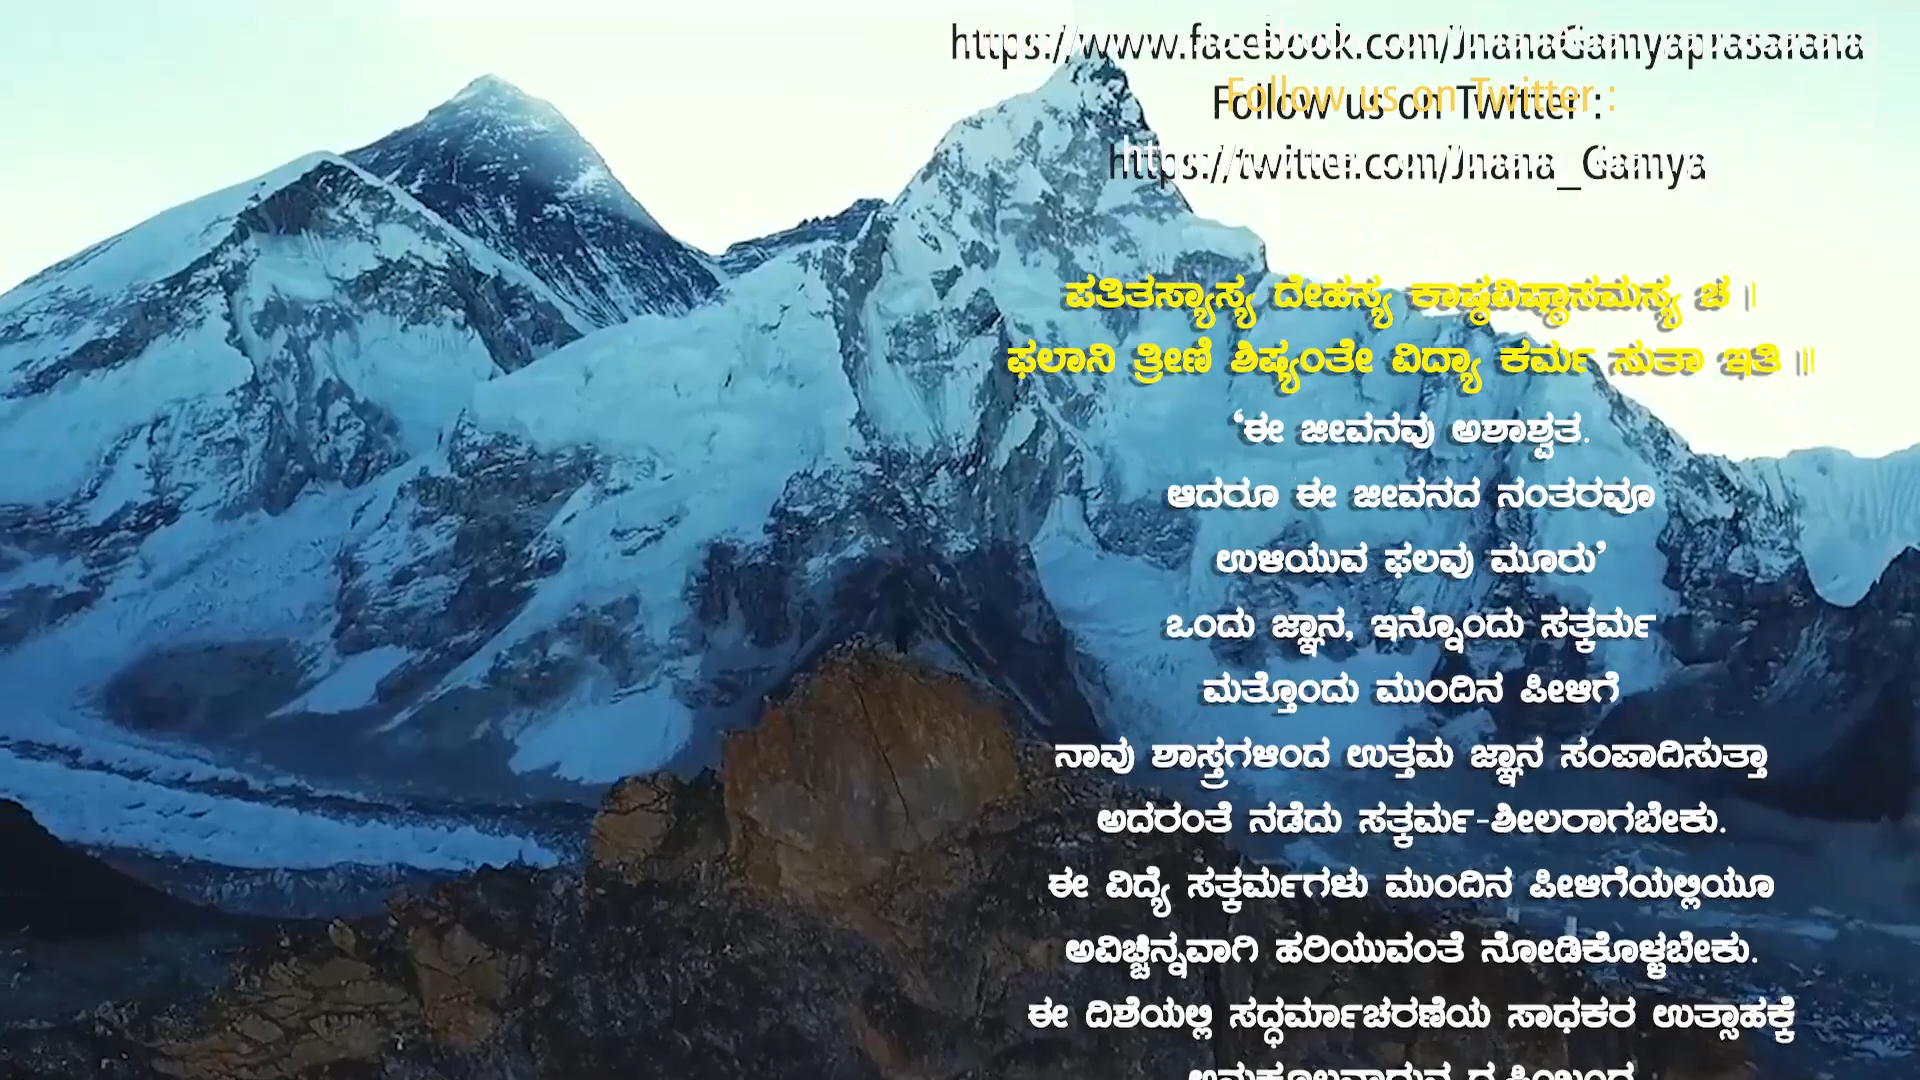 https://www.facebook.com/JnanaGamyaprasarana
Follow us on Twitter :
https://twitter.com/Jnana_Gamya
ಪತಿತಸ್ಯಾಸ್ಯ ದೇಹಸ್ಯ ಕಾಷ್ಠವಿಷ್ಠಾಸಮಸ್ಯ ಚ ।
ಫಲಾನಿ ತ್ರೀಣಿ ಶಿಷ್ಯಂತೇ ವಿದ್ಯಾ ಕರ್ಮ ಸುತಾ ಇತಿ ॥
‘ಈ ಜೀವನವು ಅಶಾಶ್ವತ.
ಆದರೂ ಈ ಜೀವನದ ನಂತರವೂ
ಉಳಿಯುವ ಫಲವು ಮೂರು’
ಒಂದು ಜ್ಞಾನ, ಇನ್ನೊಂದು ಸತ್ಕರ್ಮ
ಮತ್ತೊಂದು ಮುಂದಿನ ಪೀಳಿಗೆ
ನಾವು ಶಾಸ್ತ್ರಗಳಿಂದ ಉತ್ತಮ ಜ್ಞಾನ ಸಂಪಾದಿಸುತ್ತಾ
ಅದರಂತೆ ನಡೆದು ಸತ್ಕರ್ಮ-ಶೀಲರಾಗಬೇಕು.
ಈ ವಿದ್ಯೆ ಸತ್ಕರ್ಮಗಳು ಮುಂದಿನ ಪೀಳಿಗೆಯಲ್ಲಿಯೂ
ಅವಿಚ್ಛಿನ್ನವಾಗಿ ಹರಿಯುವಂತೆ ನೋಡಿಕೊಳ್ಳಬೇಕು.
ಈ ದಿಶೆಯಲ್ಲಿ ಸದ್ಧರ್ಮಾಚರಣೆಯ ಸಾಧಕರ ಉತ್ಸಾಹಕ್ಕೆ